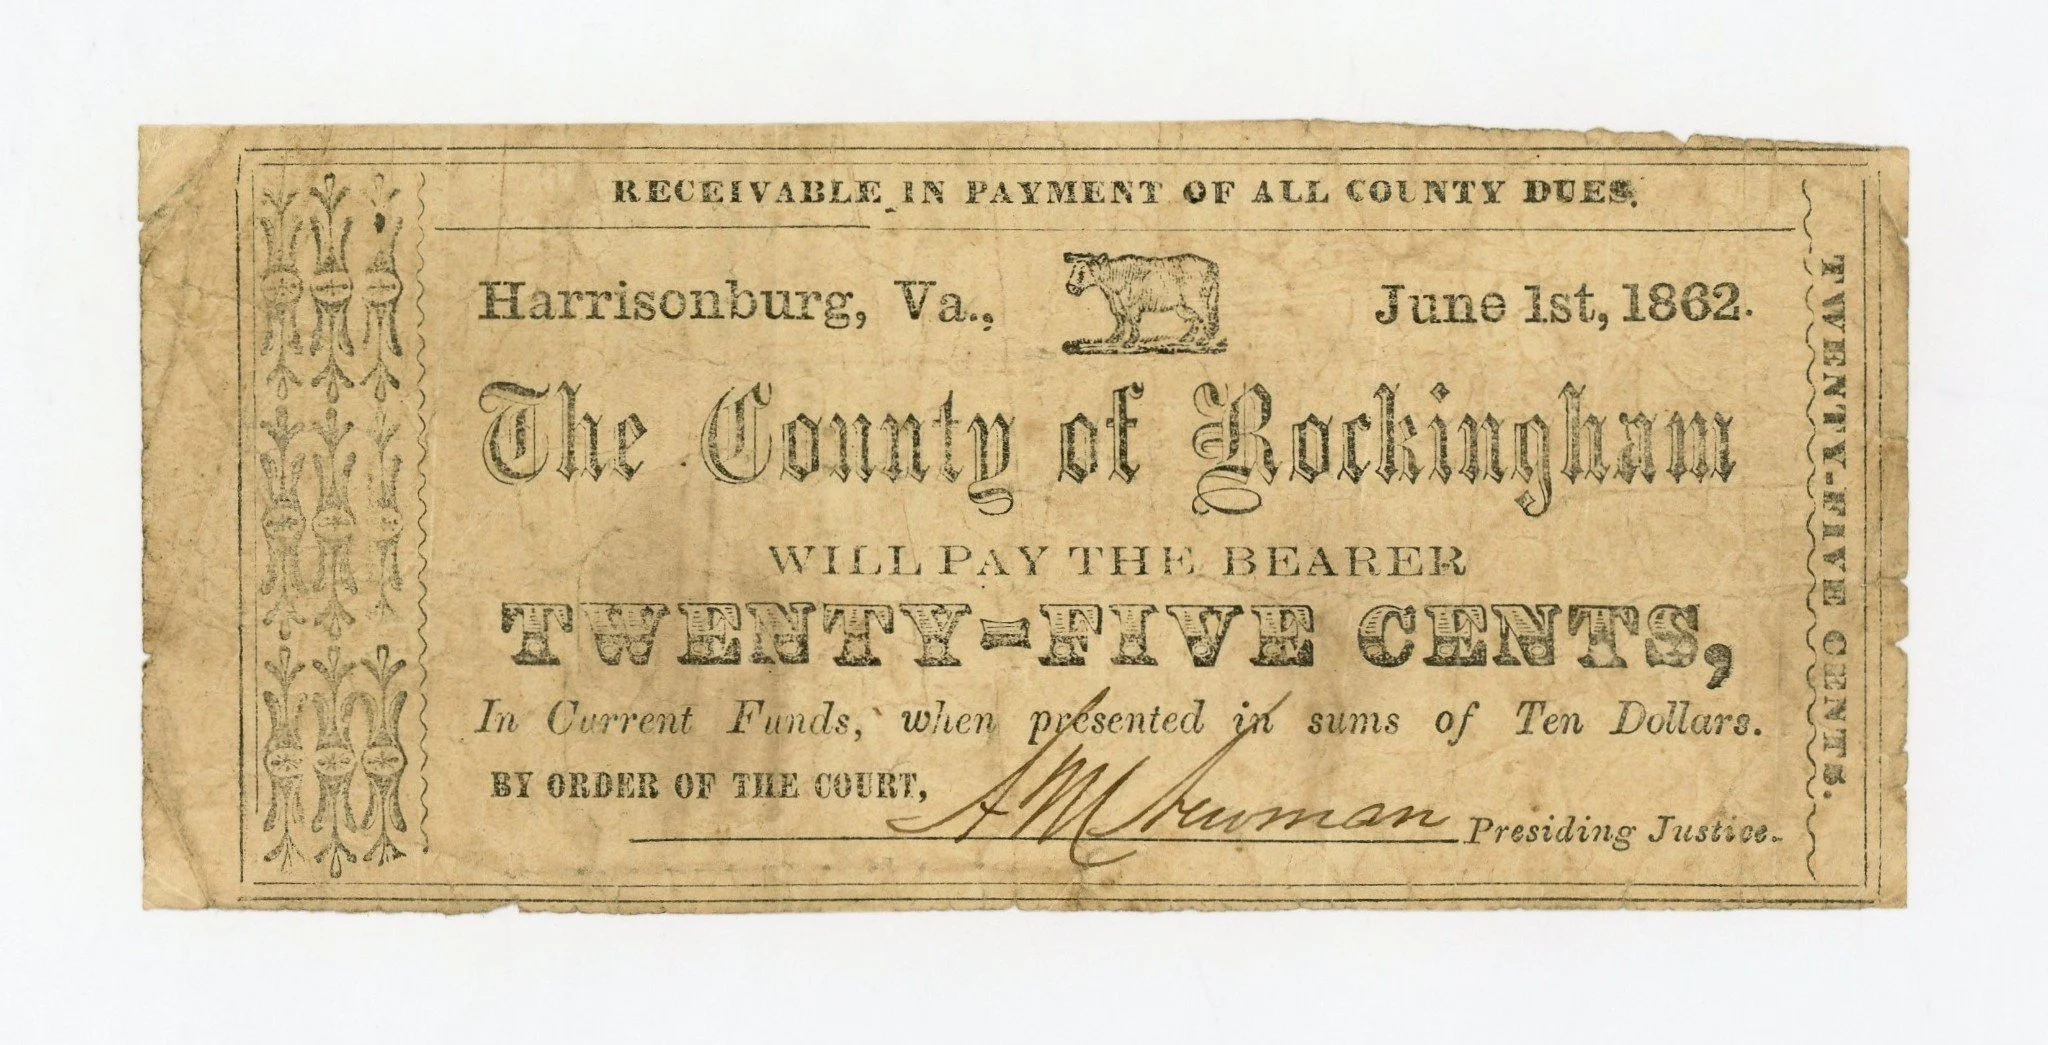 RECEIVABLE IN PAYMENT OF ALL COUNTY DUES.
Harrisonburg, Va., June 1st, 1862.
The County of Rockingham
WILL PAY THE BEARER
TWENTY-FIVE CENTS,
In Current Funds, when presented in sums of Ten Dollars.
BY ORDER OF THE COURT,
A M Newman Presiding Justice.
TWENTY-FIVE CENTS.